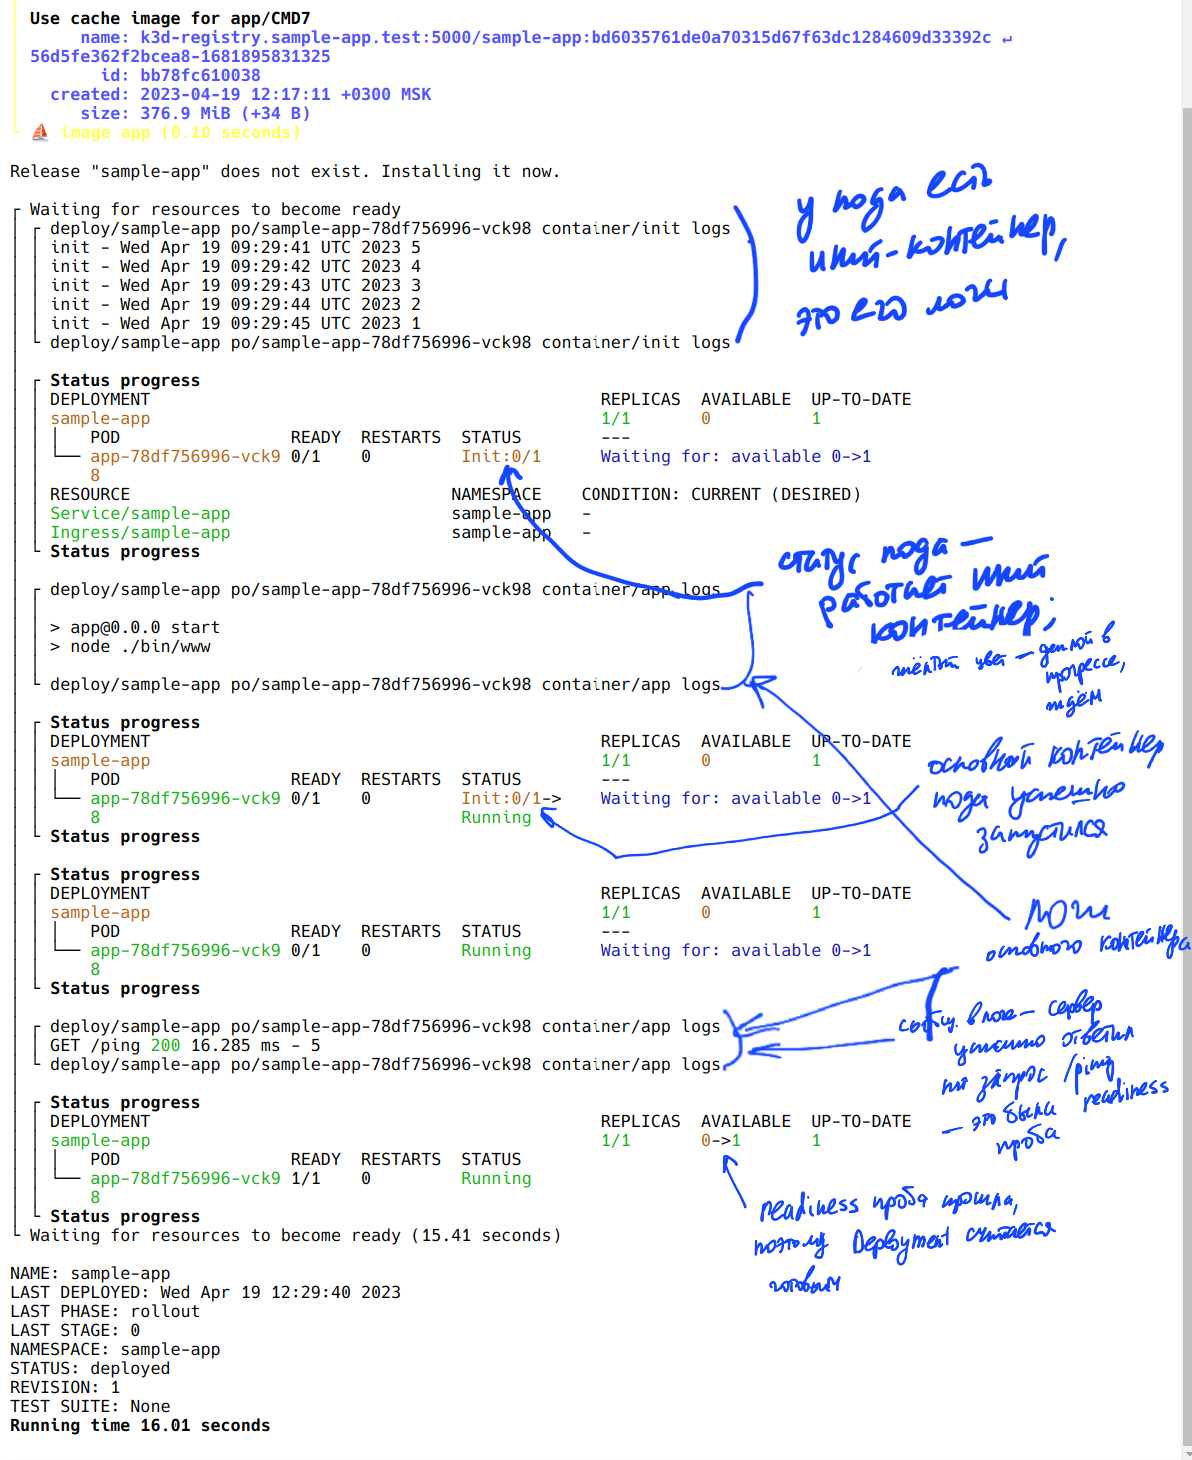 Use cache image for app/CMD7
name: k3d-registry.sample-app.test:5000/sample-app:bd6035761de0a70315d67f63dc1284609d33392c ↵
56d5fe362f2bcea8-1681895831325
id: bb78fc610038
created: 2023-04-19 12:17:11 +0300 MSK
size: 376.9 MiB (+34 B)
⛵ image app (0.10 seconds)
Release "sample-app" does not exist. Installing it now.
Waiting for resources to become ready
deploy/sample-app po/sample-app-78df756996-vck98 container/init logs
init - Wed Apr 19 09:29:41 UTC 2023 5
init - Wed Apr 19 09:29:42 UTC 2023 4
init - Wed Apr 19 09:29:43 UTC 2023 3
init - Wed Apr 19 09:29:44 UTC 2023 2
init - Wed Apr 19 09:29:45 UTC 2023 1
deploy/sample-app po/sample-app-78df756996-vck98 container/init logs
у пода есть
инит-контейнер,
это его логи
Status progress
DEPLOYMENT REPLICAS AVAILABLE UP-TO-DATE
sample-app 1/1 0 1
POD READY RESTARTS STATUS ---
app-78df756996-vck9 0/1 0 Init:0/1 Waiting for: available 0->1
8
RESOURCE NAMESPACE CONDITION: CURRENT (DESIRED)
Service/sample-app sample-app -
Ingress/sample-app sample-app -
Status progress
статус пода —
работает инит
контейнер;
жёлтый цвет — деплой в
прогрессе,
ждём
deploy/sample-app po/sample-app-78df756996-vck98 container/app logs
> app@0.0.0 start
> node ./bin/www
deploy/sample-app po/sample-app-78df756996-vck98 container/app logs
Status progress
DEPLOYMENT REPLICAS AVAILABLE UP-TO-DATE
sample-app 1/1 0 1
POD READY RESTARTS STATUS ---
app-78df756996-vck9 0/1 0 Init:0/1-> Waiting for: available 0->1
8 Running
Status progress
основной контейнер
пода успешно
запустился
Status progress
DEPLOYMENT REPLICAS AVAILABLE UP-TO-DATE
sample-app 1/1 0 1
POD READY RESTARTS STATUS ---
app-78df756996-vck9 0/1 0 Running Waiting for: available 0->1
8
Status progress
логи
основного контейнера
deploy/sample-app po/sample-app-78df756996-vck98 container/app logs
GET /ping 200 16.285 ms - 5
deploy/sample-app po/sample-app-78df756996-vck98 container/app logs
в логе — сервер
успешно ответил
на запрос /ping
— это была readiness
проба
Status progress
DEPLOYMENT REPLICAS AVAILABLE UP-TO-DATE
sample-app 1/1 0->1 1
POD READY RESTARTS STATUS
app-78df756996-vck9 1/1 0 Running
8
Status progress
Waiting for resources to become ready (15.41 seconds)
readiness проба прошла,
поэтому Deployment считается
готовым
NAME: sample-app
LAST DEPLOYED: Wed Apr 19 12:29:40 2023
LAST PHASE: rollout
LAST STAGE: 0
NAMESPACE: sample-app
STATUS: deployed
REVISION: 1
TEST SUITE: None
Running time 16.01 seconds